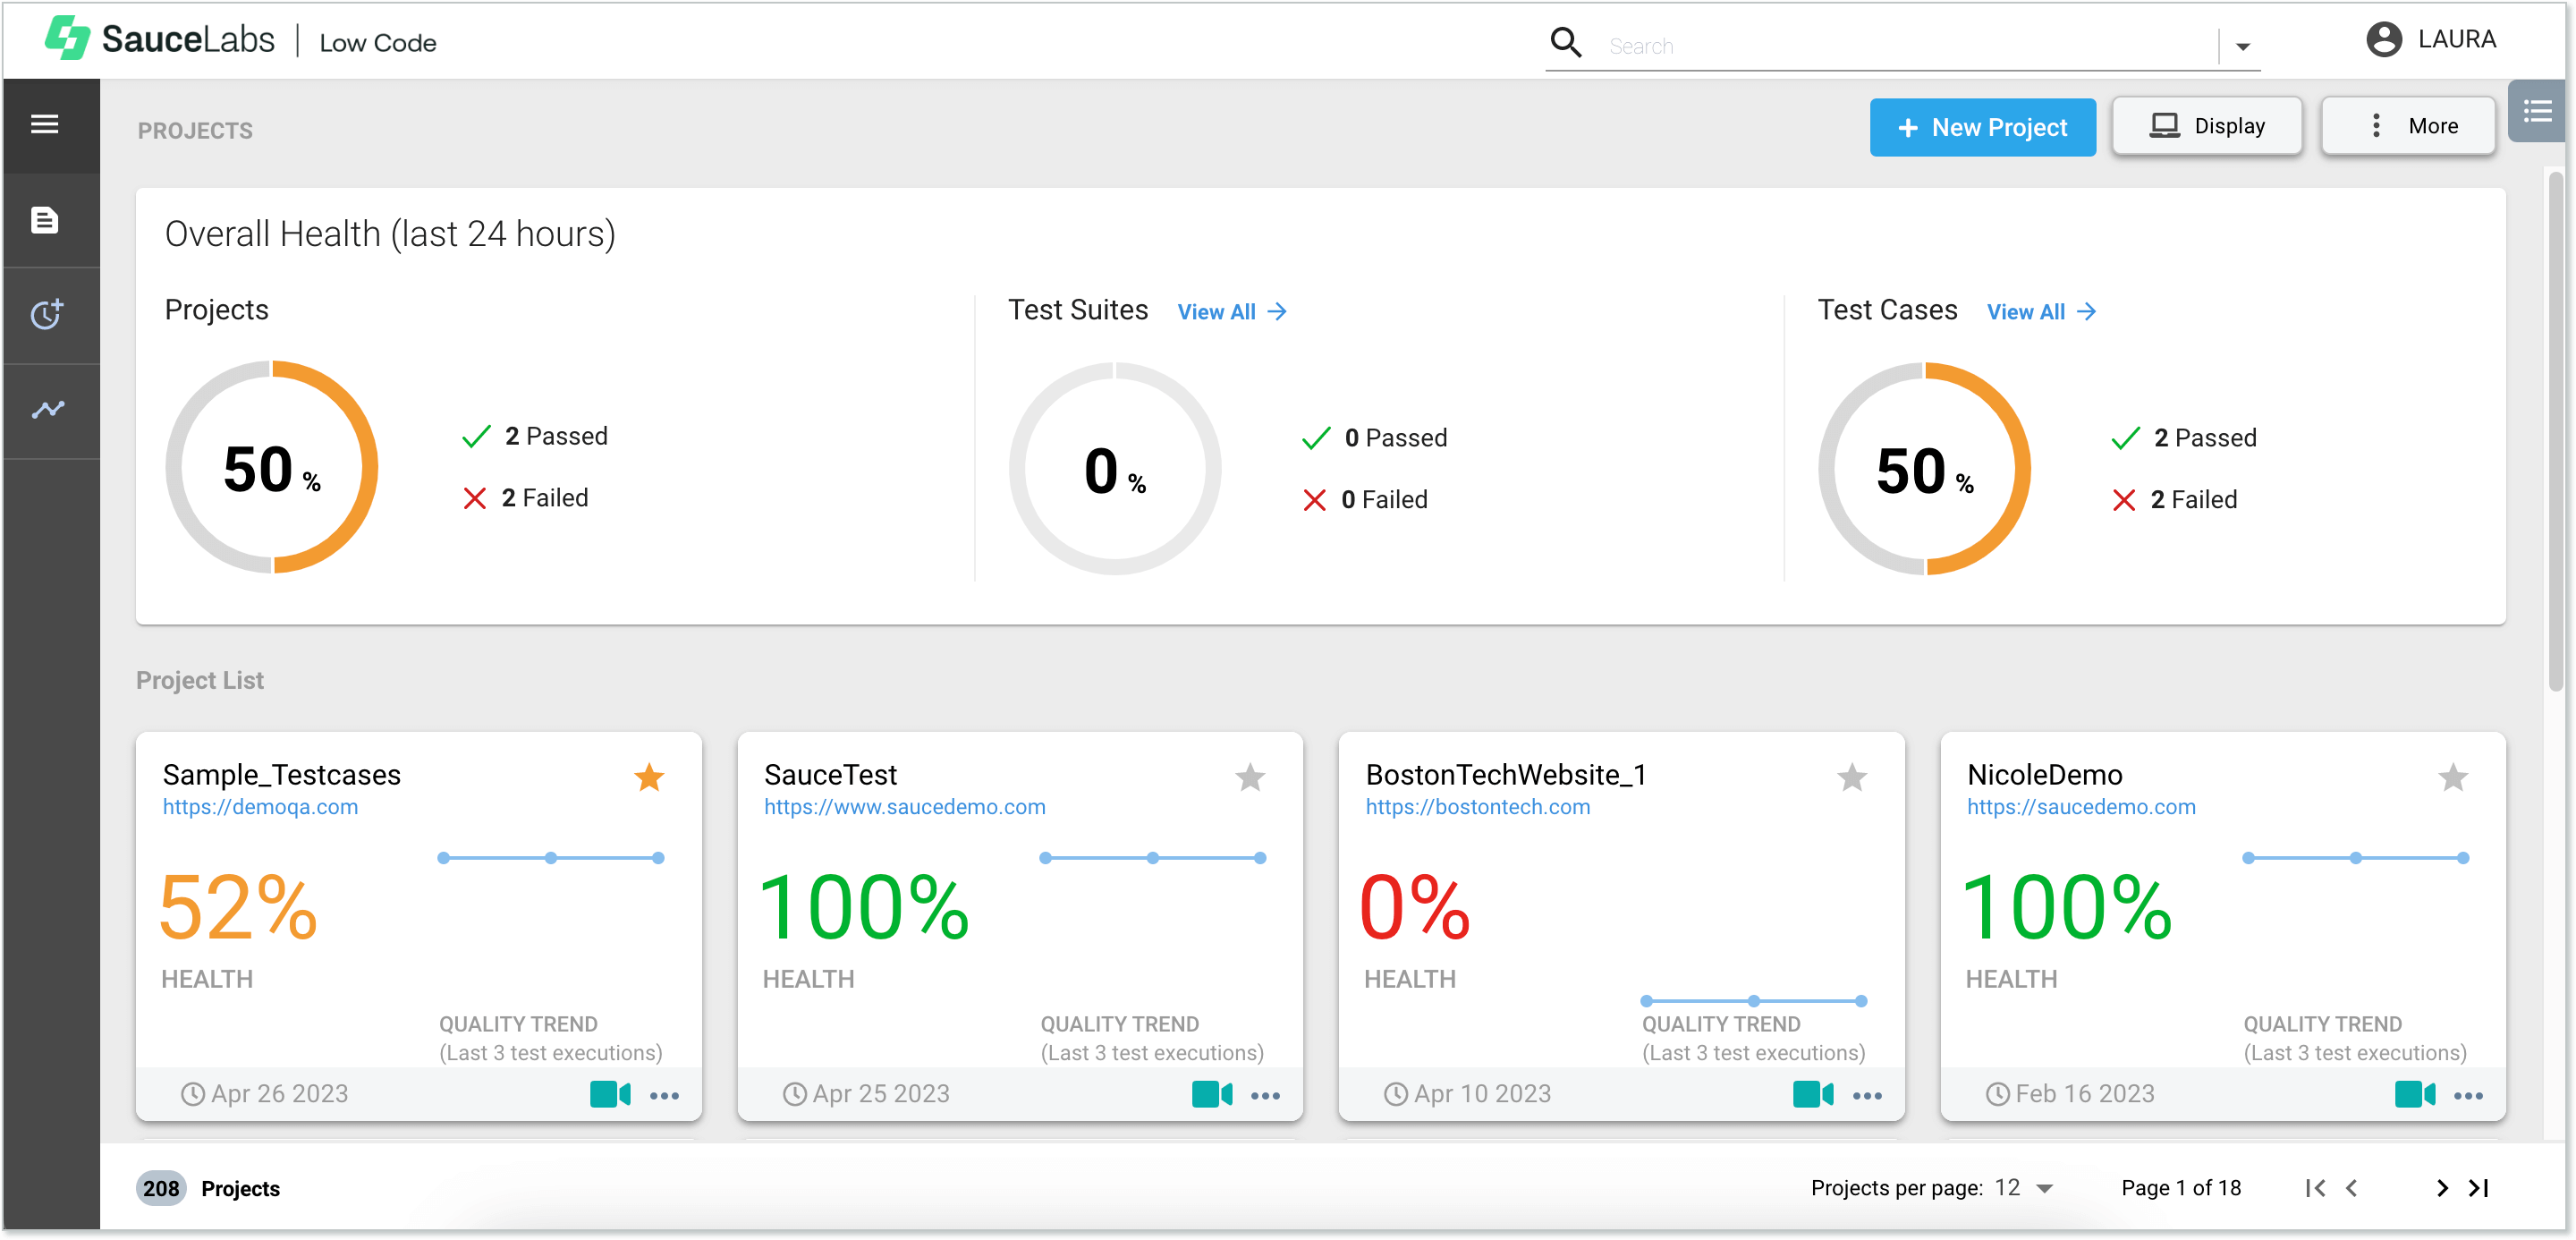 SauceLabs | Low Code
Search
LAURA
PROJECTS
+ New Project
Display
More
Overall Health (last 24 hours)
Projects
50 %
2 Passed
2 Failed
Test Suites View All →
0 %
0 Passed
0 Failed
Test Cases View All →
50 %
2 Passed
2 Failed
Project List
Sample_Testcases
https://demoqa.com
52%
HEALTH
QUALITY TREND
(Last 3 test executions)
Apr 26 2023
SauceTest
https://www.saucedemo.com
100%
HEALTH
QUALITY TREND
(Last 3 test executions)
Apr 25 2023
BostonTechWebsite_1
https://bostontech.com
0%
HEALTH
QUALITY TREND
(Last 3 test executions)
Apr 10 2023
NicoleDemo
https://saucedemo.com
100%
HEALTH
QUALITY TREND
(Last 3 test executions)
Feb 16 2023
208 Projects
Projects per page: 12
Page 1 of 18